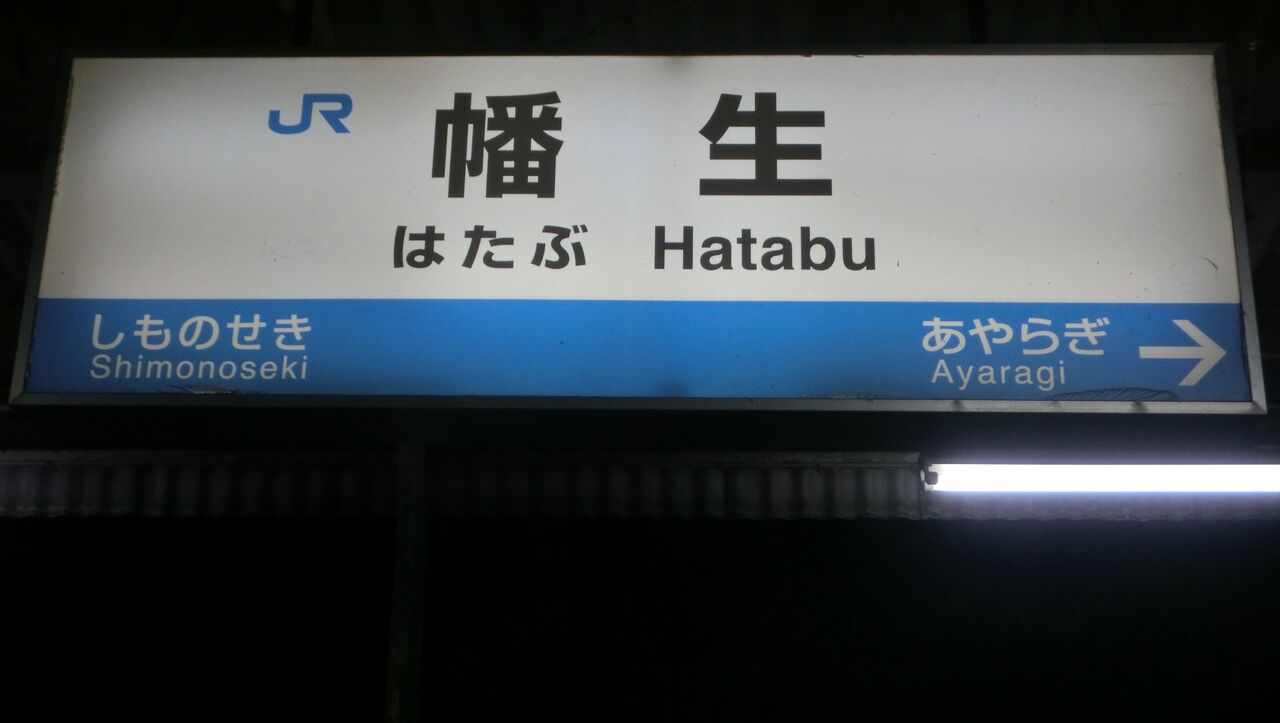 JR 幡生
はたぶ Hatabu
しものせき あやらぎ →
Shimonoseki Ayaragi